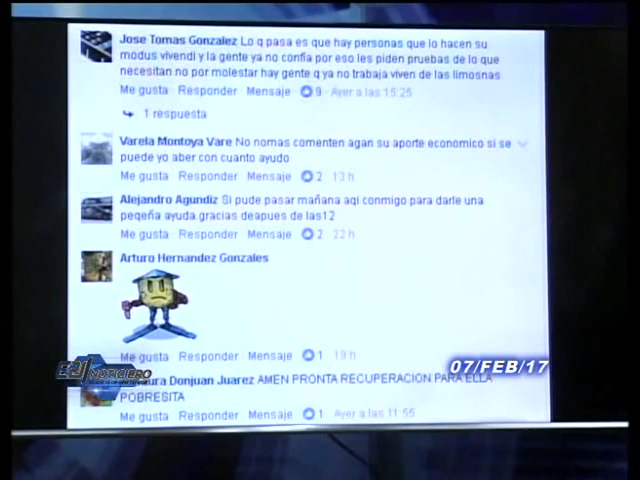 Jose Tomas Gonzalez Lo q pasa es que hay personas que lo hacen su
modus vivendi y la gente ya no confia por eso les piden pruebas de lo que
necesitan no por molestar hay gente q ya no trabaja viven de las limosnas
Me gusta Responder Mensaje 9 Ayer a las 15:25
1 respuesta
Varela Montoya Vare No nomas comenten agan su aporte economico si se
puede yo aber con cuanto ayudo
Me gusta Responder Mensaje 2 13 h
Alejandro Agundiz Si pude pasar mañana aqi conmigo para darle una
peqeña ayuda.gracias deapues de las12
Me gusta Responder Mensaje 2 22 h
Arturo Hernandez Gonzales
Me gusta Responder Mensaje 1 19 h
NOTICIERO
07/FEB/17
Donjuan Juarez AMEN PRONTA RECUPERACION PARA ELLA
POBRESITA
Me gusta Responder Mensaje 1 Ayer a las 11:55